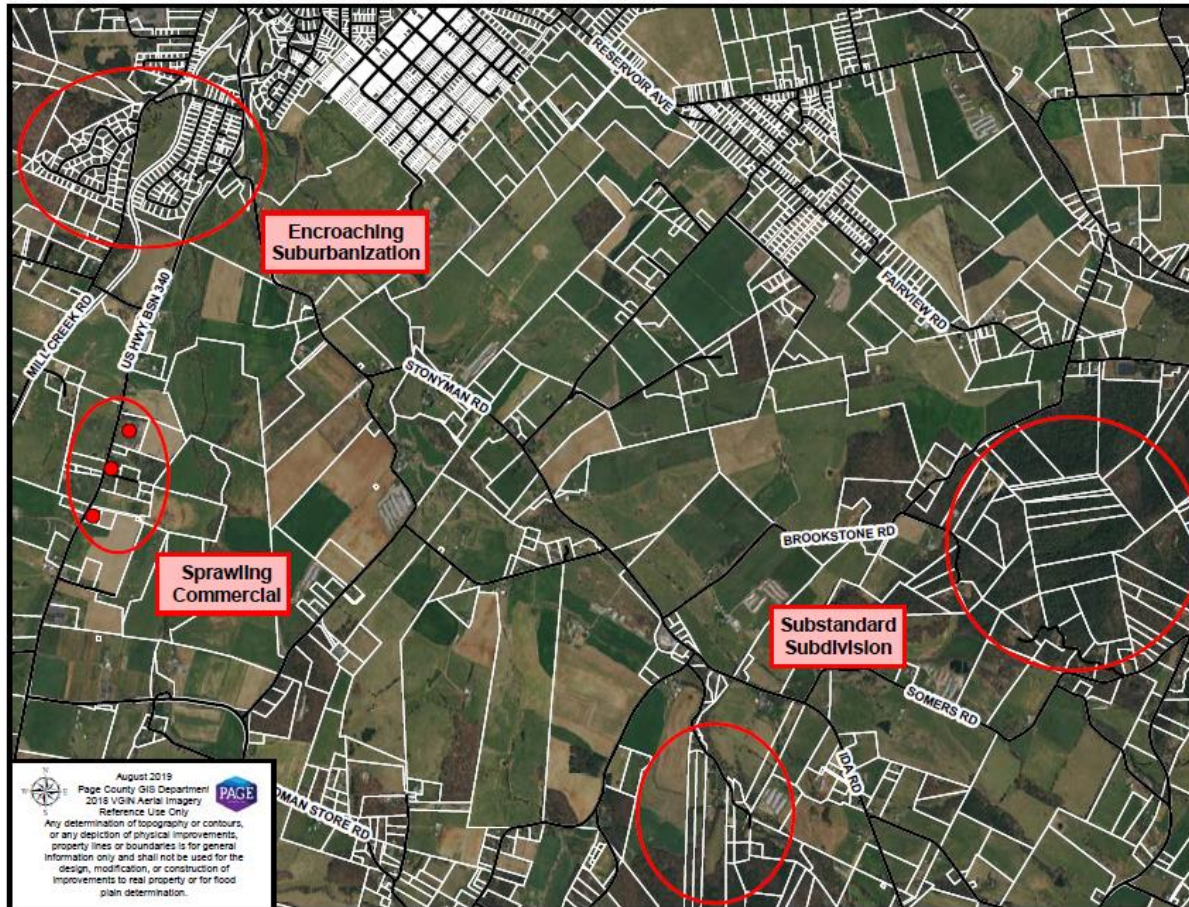 RESERVOIR AVE
Encroaching
Suburbanization
FAIRVIEW RD
MILL CREEK RD
US HWY BSN 340
STONYMAN RD
BROOKSTONE RD
Sprawling
Commercial
Substandard
Subdivision
SOMERS RD
IDA RD
OMAN STORE RD
N
W
E
S
August 2019
Page County GIS Department
2018 VGIN Aerial Imagery
Reference Use Only
PAGE
Any determination of topography or contours,
or any depiction of physical improvements,
property lines or boundaries is for general
information only and shall not be used for the
design, modification, or construction of
improvements to real property or for flood
plain determination.